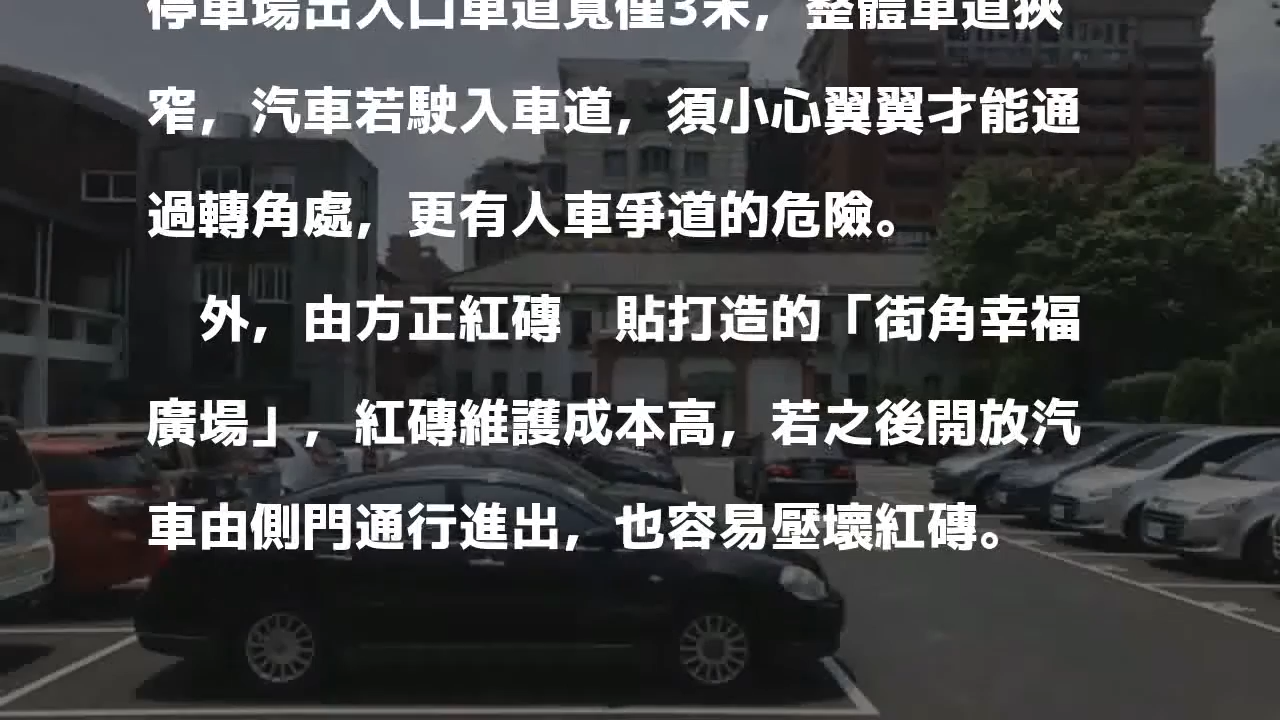 停車場出入口車道寬僅3米，整體車道狹
窄，汽車若駛入車道，須小心翼翼才能通
過轉角處，更有人車爭道的危險。
外，由方正紅磚　貼打造的「街角幸福
廣場」，紅磚維護成本高，若之後開放汽
車由側門通行進出，也容易壓壞紅磚。